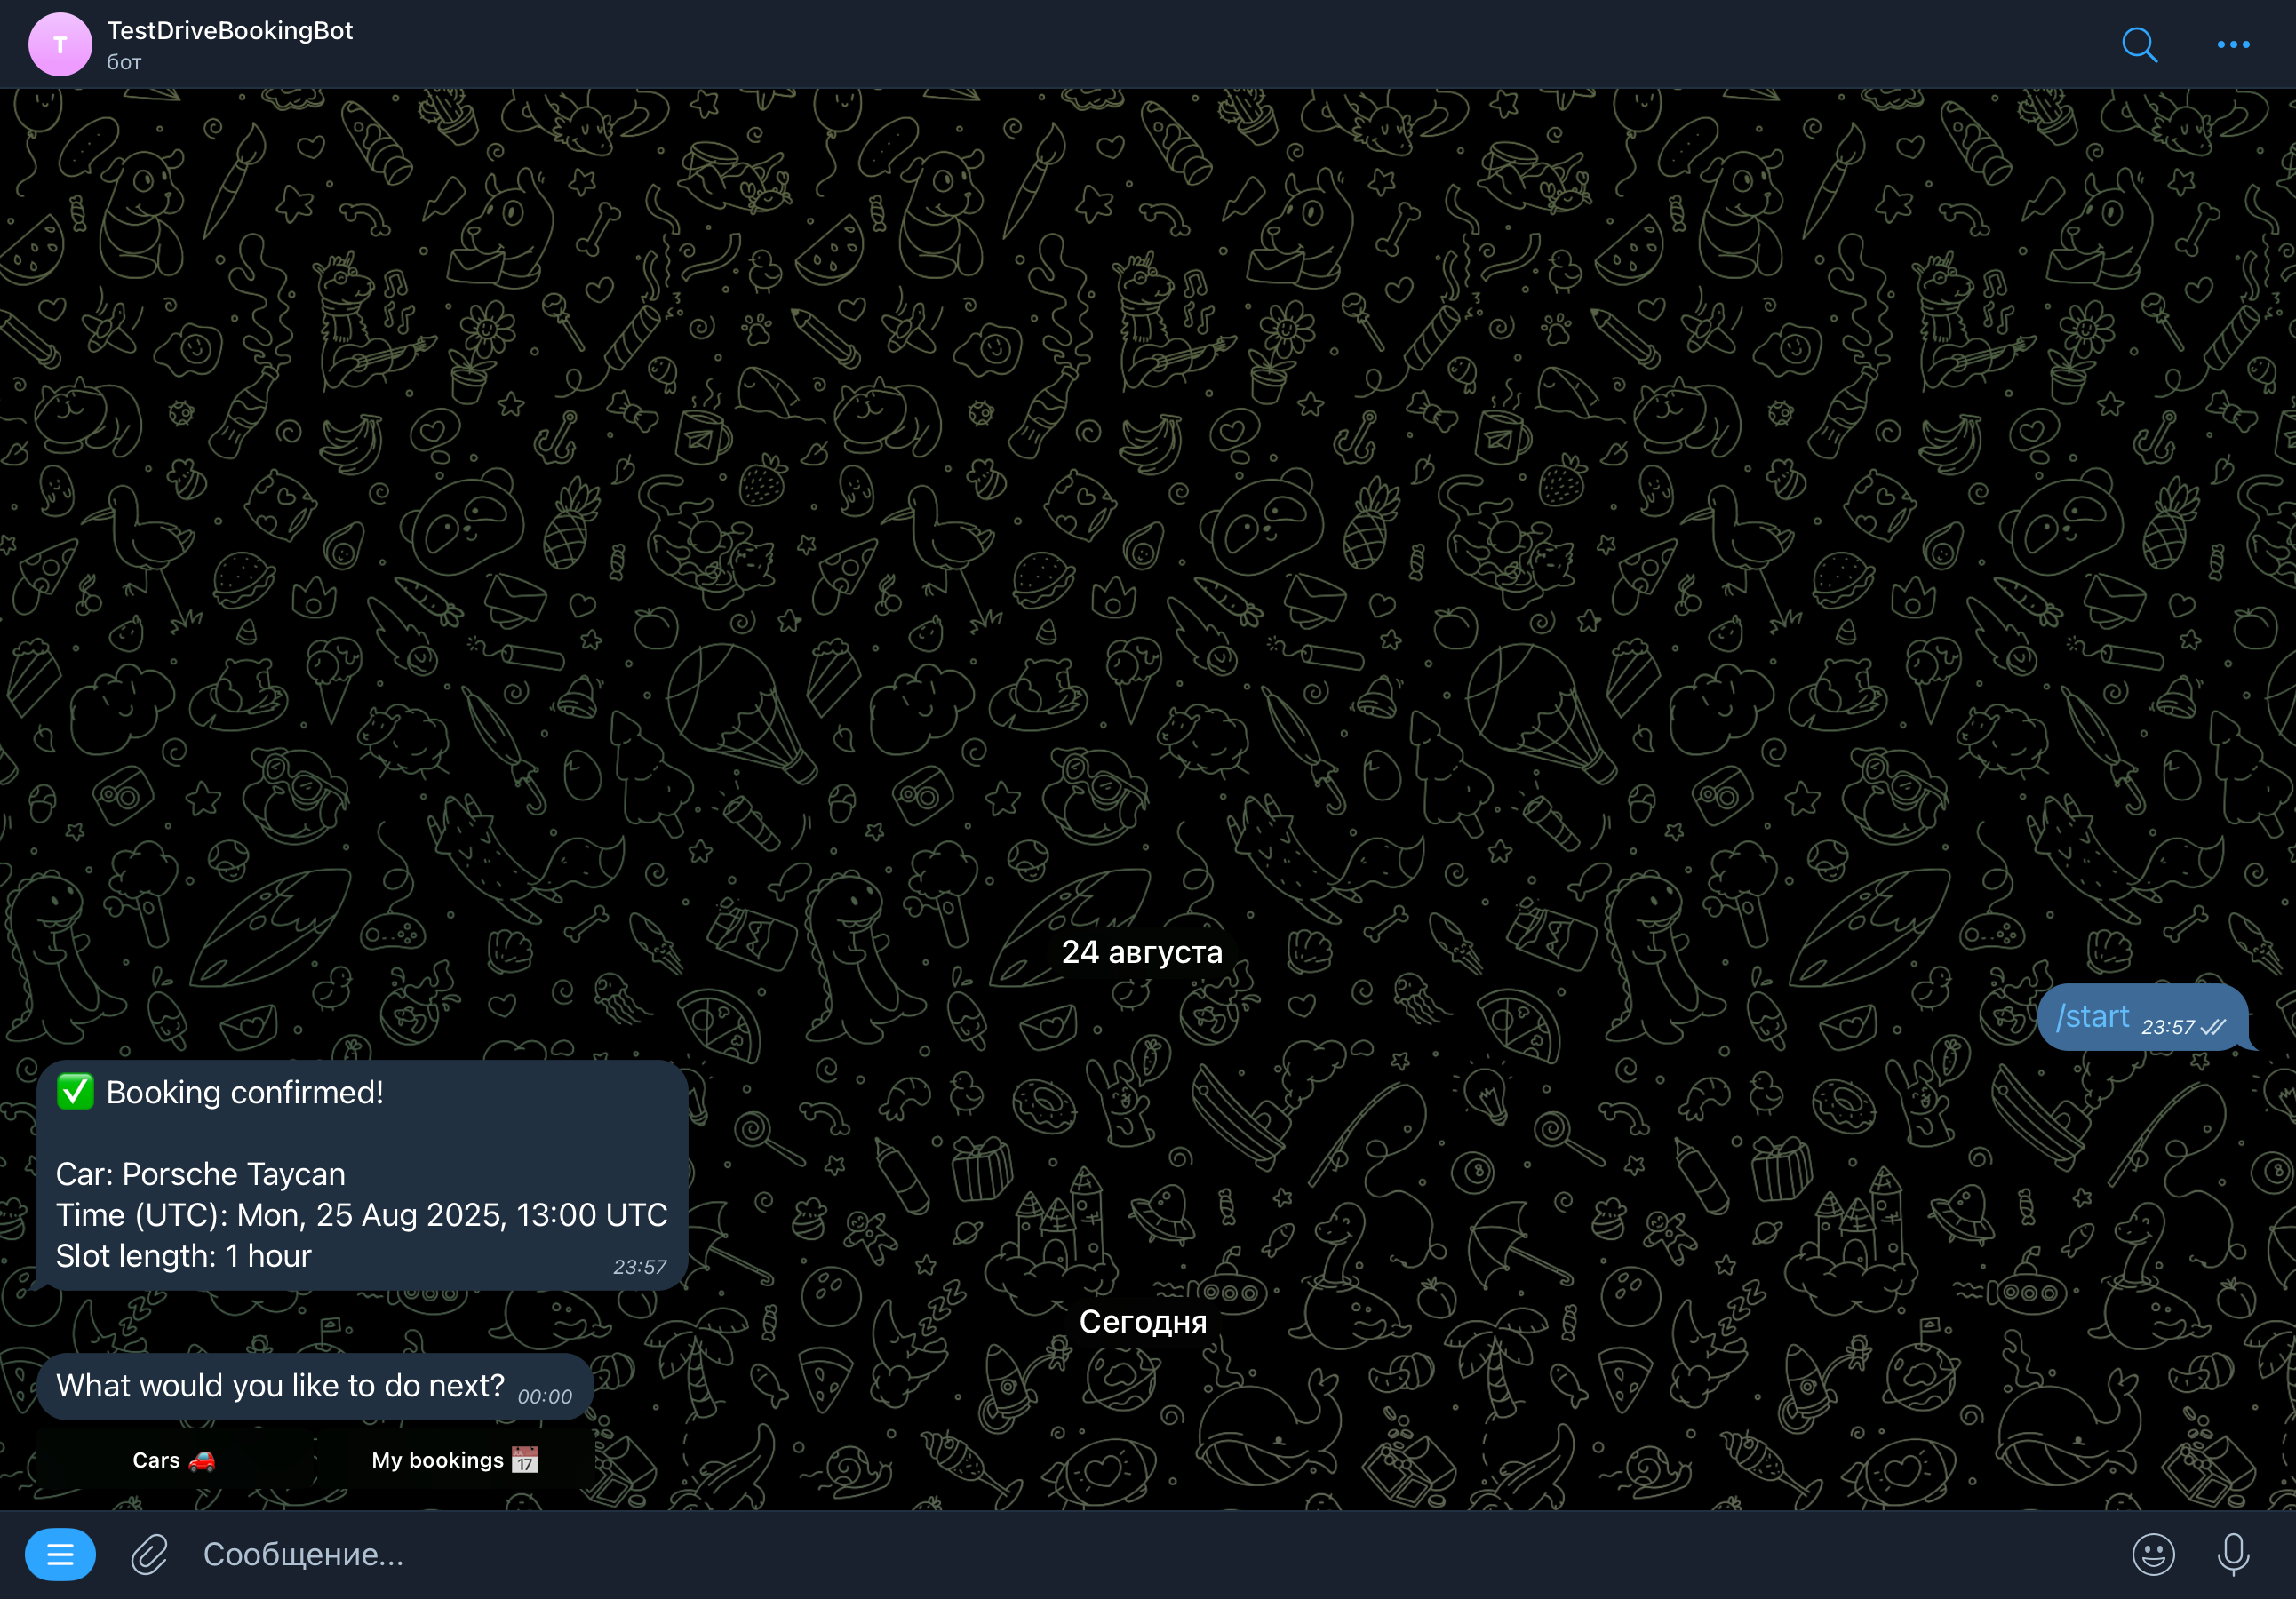 T
TestDriveBookingBot
бот
24 августа
/start 23:57
✅ Booking confirmed!
Car: Porsche Taycan
Time (UTC): Mon, 25 Aug 2025, 13:00 UTC
Slot length: 1 hour 23:57
Сегодня
What would you like to do next? 00:00
Cars 🚗
My bookings 📅
Сообщение...